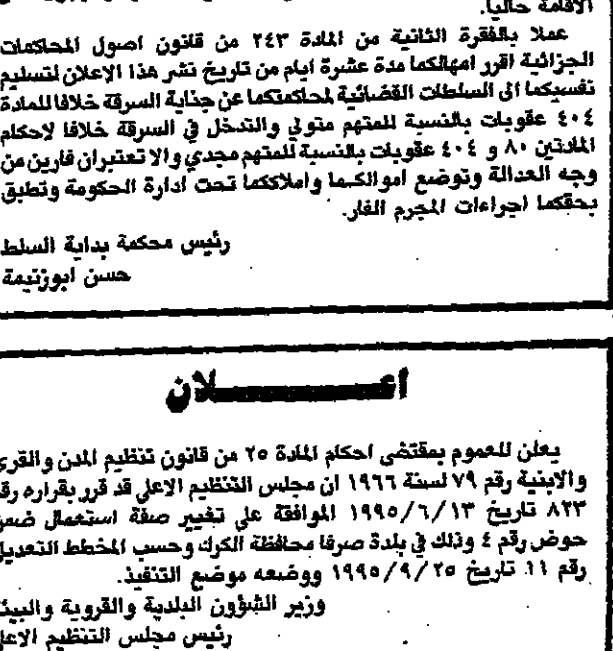 الاقامة حاليا.
عملا بالفقرة الثانية من المادة ٢٤٣ من قانون اصول المحاكمات
الجزائية اقرر امهالكما مدة عشرة ايام من تاريخ نشر هذا الاعلان لتسليم
نفسيكما الى السلطات القضائية لمحاكمتكما عن جناية السرقة خلافا للمادة
٤٠٤ عقوبات بالنسبة للمتهم متولي والتدخل في السرقة خلافا لاحكام
المادتين ٨٠ و ٤٠٤ عقوبات بالنسبة للمتهم مجدي والا تعتبران فارين من
وجه العدالة وتوضع اموالكما واملاككما تحت ادارة الحكومة وتطبق
بحقكما اجراءات المجرم الفار.
رئيس محكمة بداية السلط
حسن ابوزتيمة
اعـــــــلان
يعلن للعموم بمقتضى احكام المادة ٢٥ من قانون تنظيم المدن والقرى
والابنية رقم ٧٩ لسنة ١٩٦٦ ان مجلس التنظيم الاعلى قد قرر بقراره رقم
٨٢٣ تاريخ ١٩٩٥/٦/١٣ الموافقة على تغيير صفة استعمال ضمن
حوض رقم ٤ وذلك في بلدة صرفا محافظة الكرك وحسب المخطط التعديلي
رقم ١١ تاريخ ١٩٩٥/٩/٢٥ ووضعه موضع التنفيذ.
وزير الشؤون البلدية والقروية والبيئة
رئيس مجلس التنظيم الاعلى